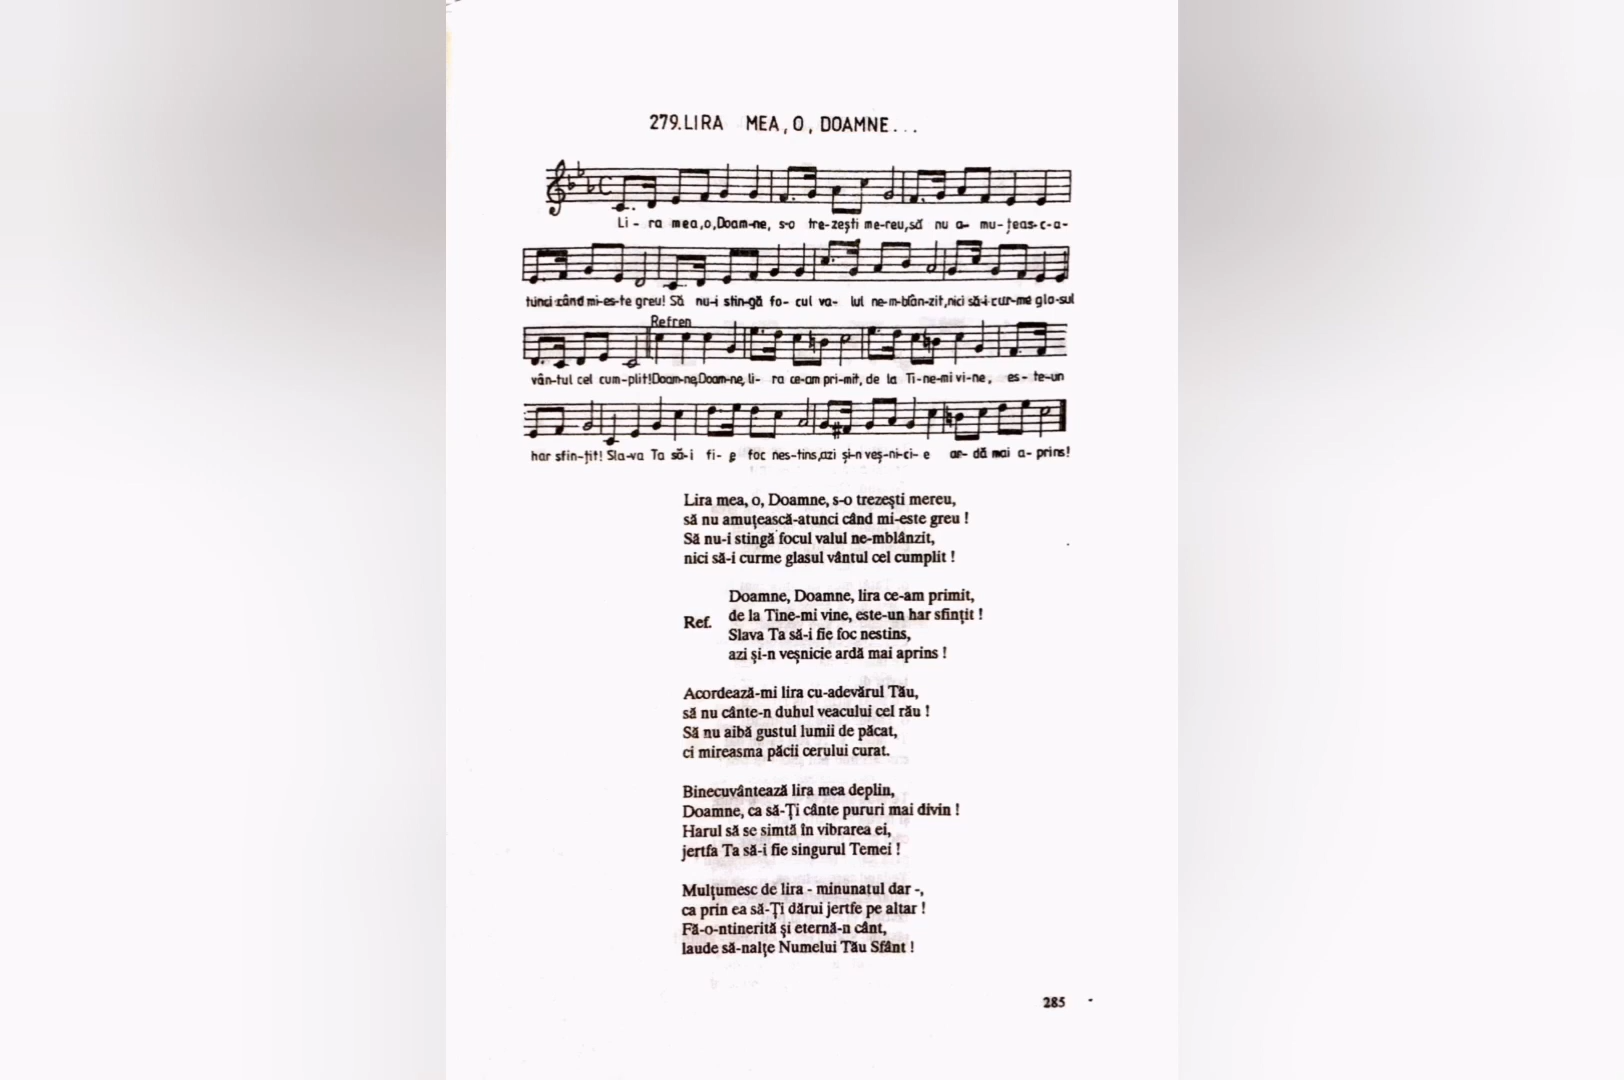 279.LIRA MEA, O, DOAMNE...
Li - ra mea,o,Doam-ne, s-o tre-zești me-reu,să nu a- mu-țeas-c-a-
tunci când mi-es-te greu! Să nu-i stin-gă fo- cul va- lul ne-m-blân-zit,nici să-i cur-me gla-sul
Refren
vân-tul cel cum-plit!Doam-ne,Doam-ne, li- ra ce-am pri-mit, de la Ti-ne-mi vi-ne, es- te-un
har sfin-țit! Sla-va Ta să-i fi- e foc nes-tins,azi și-n veș-ni-ci- e ar- dă mai a- prins!
Lira mea, o, Doamne, s-o trezești mereu,
să nu amuțească-atunci când mi-este greu !
Să nu-i stingă focul valul ne-mblânzit,
nici să-i curme glasul vântul cel cumplit !
Doamne, Doamne, lira ce-am primit,
Ref. de la Tine-mi vine, este-un har sfințit !
Slava Ta să-i fie foc nestins,
azi și-n veșnicie ardă mai aprins !
Acordează-mi lira cu-adevărul Tău,
să nu cânte-n duhul veacului cel rău !
Să nu aibă gustul lumii de păcat,
ci mireasma păcii cerului curat.
Binecuvântează lira mea deplin,
Doamne, ca să-Ți cânte pururi mai divin !
Harul să se simtă în vibrarea ei,
jertfa Ta să-i fie singurul Temei !
Mulțumesc de lira - minunatul dar -,
ca prin ea să-Ți dărui jertfe pe altar !
Fă-o-ntinerită și eternă-n cânt,
laude să-nalțe Numelui Tău Sfânt !
285